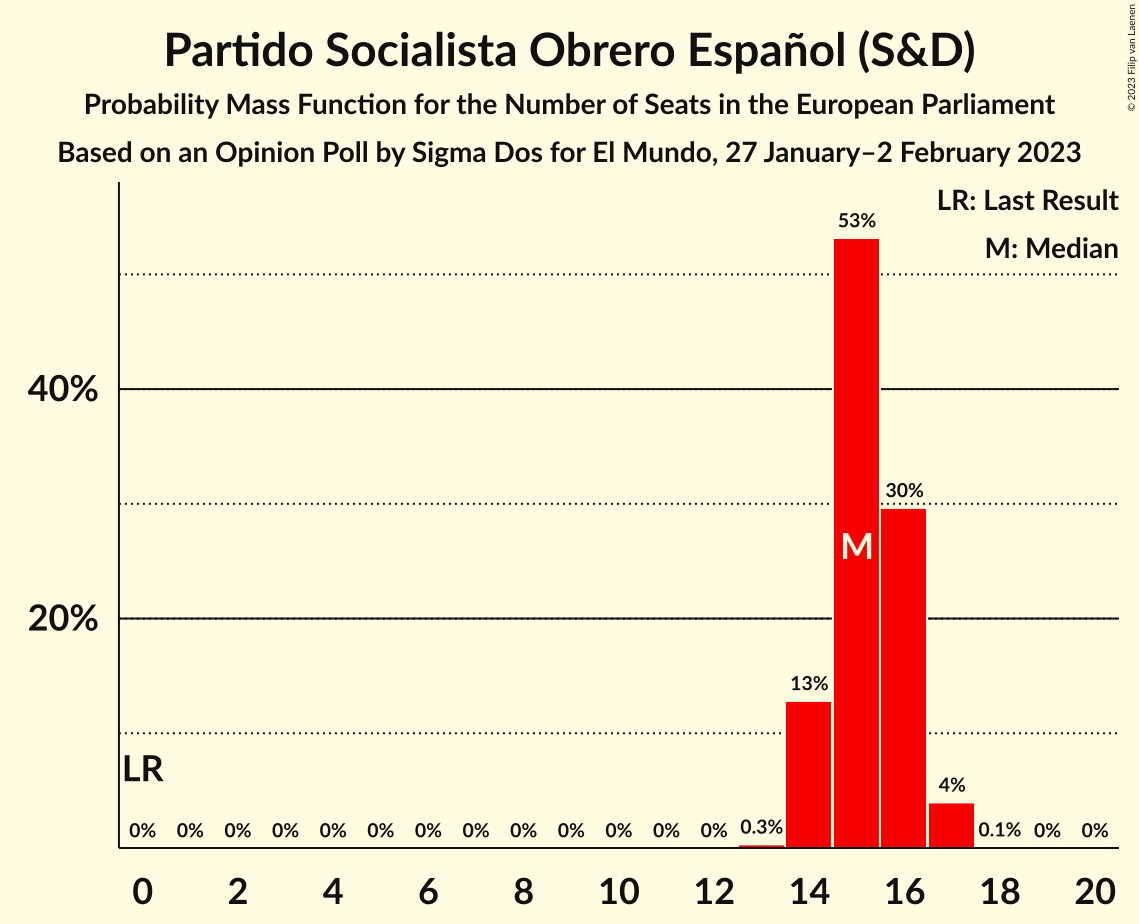 Partido Socialista Obrero Español (S&D)
Probability Mass Function for the Number of Seats in the European Parliament
Based on an Opinion Poll by Sigma Dos for El Mundo, 27 January–2 February 2023
© 2023 Filip van Laenen
LR: Last Result
M: Median
53%
40%
30%
M
20%
13%
LR
4%
0% 0% 0% 0% 0% 0% 0% 0% 0% 0% 0% 0% 0% 0.3% 0.1% 0% 0%
0 2 4 6 8 10 12 14 16 18 20